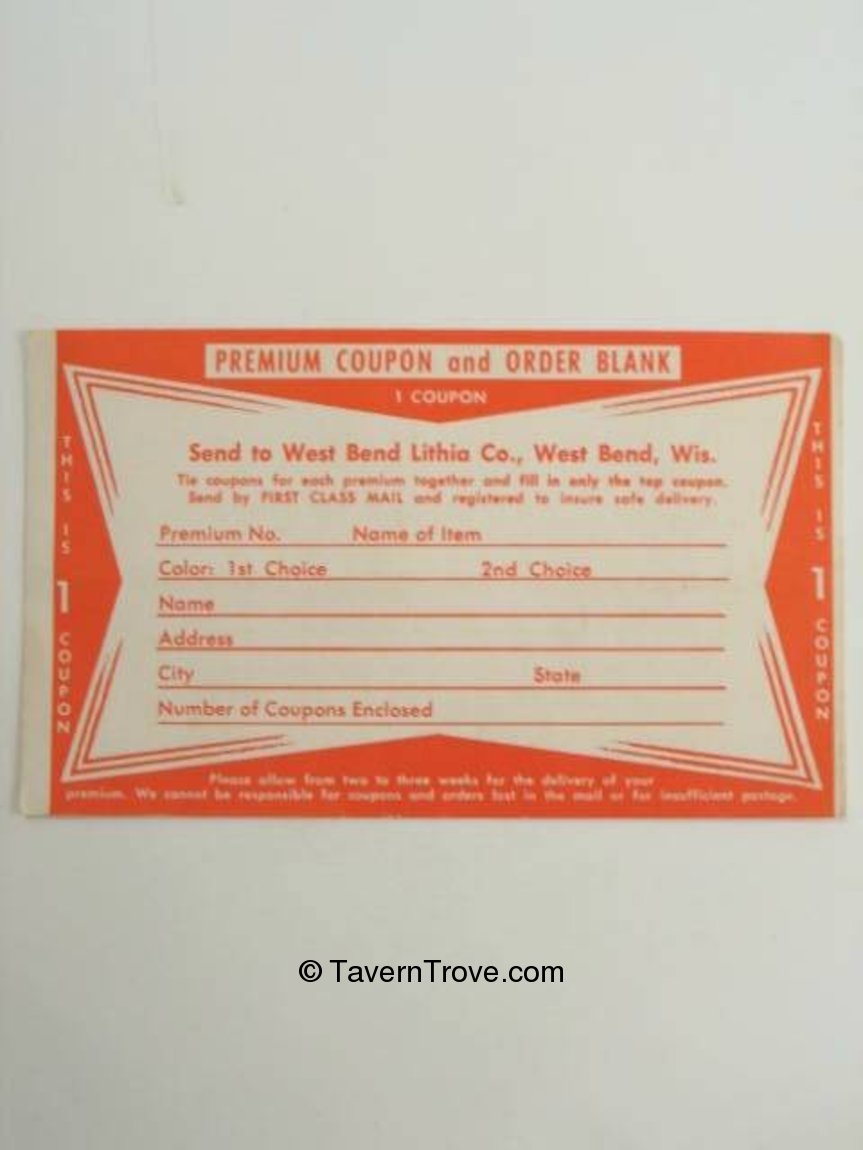 PREMIUM COUPON and ORDER BLANK
1 COUPON
Send to West Bend Lithia Co., West Bend, Wis.
Tie coupons for each premium together and fill in only the top coupon.
Send by FIRST CLASS MAIL and registered to insure safe delivery.
Premium No. Name of Item
Color: 1st Choice 2nd Choice
Name
Address
City State
Number of Coupons Enclosed
Please allow from two to three weeks for the delivery of your
premium. We cannot be responsible for coupons and orders lost in the mail or for insufficient postage.
THIS IS 1 COUPON
THIS IS 1 COUPON
© TavernTrove.com